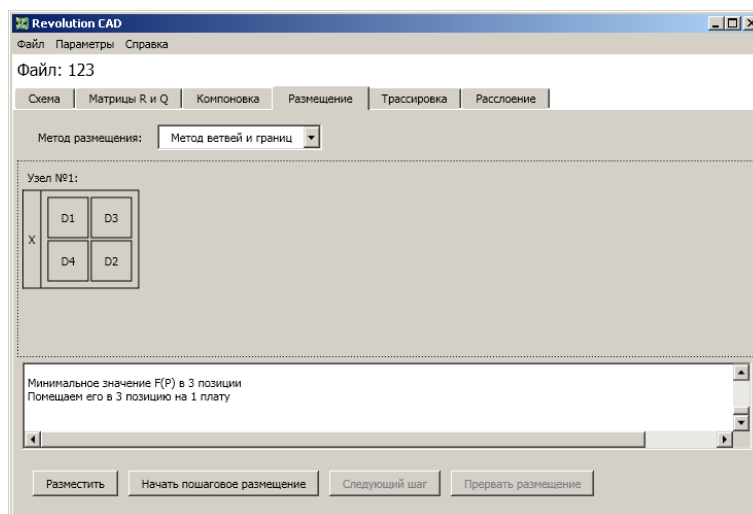 Revolution CAD
Файл Параметры Справка
Файл: 123
Схема Матрицы R и Q Компоновка Размещение Трассировка Расслоение
Метод размещения: Метод ветвей и границ
Узел №1:
X
D1 D3
D4 D2
Минимальное значение F(P) в 3 позиции
Помещаем его в 3 позицию на 1 плату
Разместить Начать пошаговое размещение Следующий шаг Прервать размещение